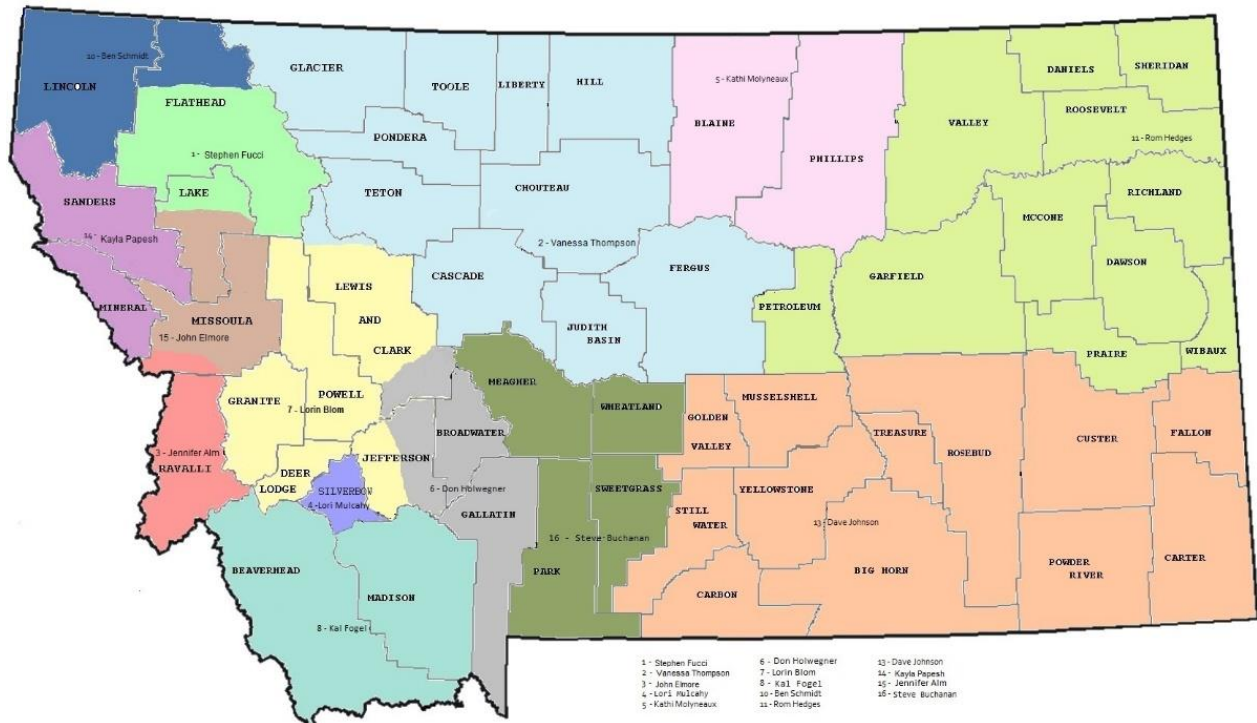 10 - Ben Schmidt
LINCOLN
GLACIER
TOOLE
LIBERTY
HILL
5 - Kathi Molyneaux
BLAINE
PHILLIPS
VALLEY
DANIELS
SHERIDAN
ROOSEVELT
11 - Rom Hedges
FLATHEAD
1 - Stephen Fucci
LAKE
PONDERA
TETON
CHOUTEAU
2 - Vanessa Thompson
SANDERS
14 - Kayla Papesh
MINERAL
MISSOULA
15 - John Elmore
LEWIS
AND
CLARK
CASCADE
JUDITH
BASIN
FERGUS
PETROLEUM
GARFIELD
MCCONE
RICHLAND
DAWSON
PRAIRE
WIBAUX
GRANITE
POWELL
7 - Lorin Blom
3 - Jennifer Alm
RAVALLI
DEER
LODGE
SILVERBOW
4 - Lori Mulcahy
JEFFERSON
BROADWATER
6 - Don Holwegner
GALLATIN
MEAGHER
WHEATLAND
SWEETGRASS
16 - Steve Buchanan
PARK
GOLDEN
VALLEY
MUSSELSHELL
TREASURE
ROSEBUD
CUSTER
FALLON
STILL
WATER
YELLOWSTONE
13 - Dave Johnson
BIG HORN
CARBON
POWDER
RIVER
CARTER
BEAVERHEAD
MADISON
8 - Kal Fogel
1 - Stephen Fucci
2 - Vanessa Thompson
3 - John Elmore
4 - Lori Mulcahy
5 - Kathi Molyneaux
6 - Don Holwegner
7 - Lorin Blom
8 - Kal Fogel
10 - Ben Schmidt
11 - Rom Hedges
13 - Dave Johnson
14 - Kayla Papesh
15 - Jennifer Alm
16 - Steve Buchanan